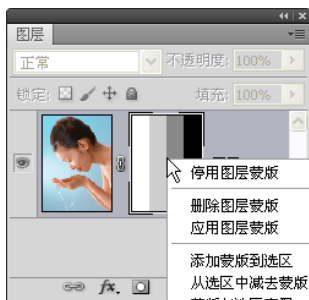 图层
正常
不透明度: 100%
锁定:
填充: 100%
停用图层蒙版
删除图层蒙版
应用图层蒙版
添加蒙版到选区
从选区中减去蒙版
fx.